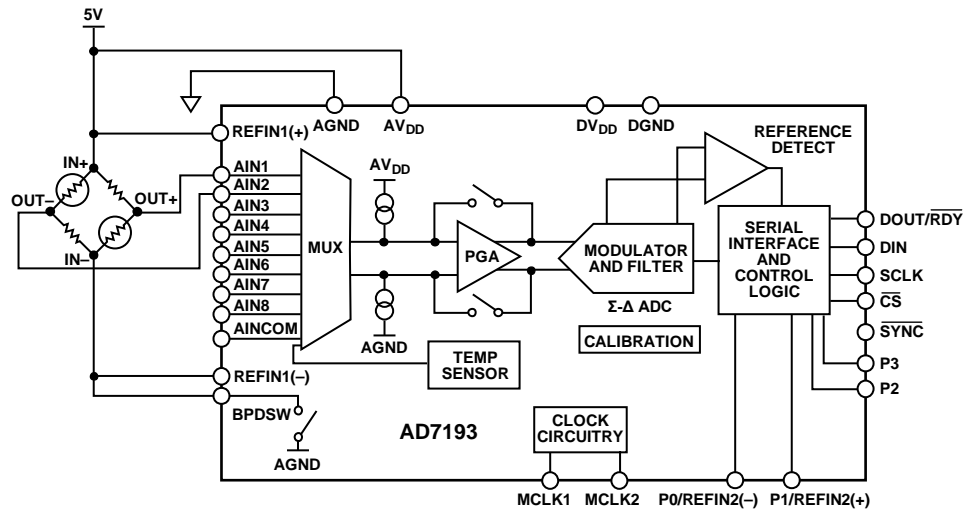 5V
AGND
AVDD
DVDD
DGND
REFIN1(+)
REFERENCE
DETECT
IN+
OUT–
OUT+
IN–
AIN1
AIN2
AIN3
AIN4
AIN5
AIN6
AIN7
AIN8
AINCOM
MUX
AVDD
AGND
PGA
MODULATOR
AND FILTER
Σ-Δ ADC
CALIBRATION
SERIAL
INTERFACE
AND
CONTROL
LOGIC
DOUT/RDY
DIN
SCLK
CS
SYNC
P3
P2
TEMP
SENSOR
REFIN1(–)
BPDSW
AGND
AD7193
CLOCK
CIRCUITRY
MCLK1
MCLK2
P0/REFIN2(–)
P1/REFIN2(+)